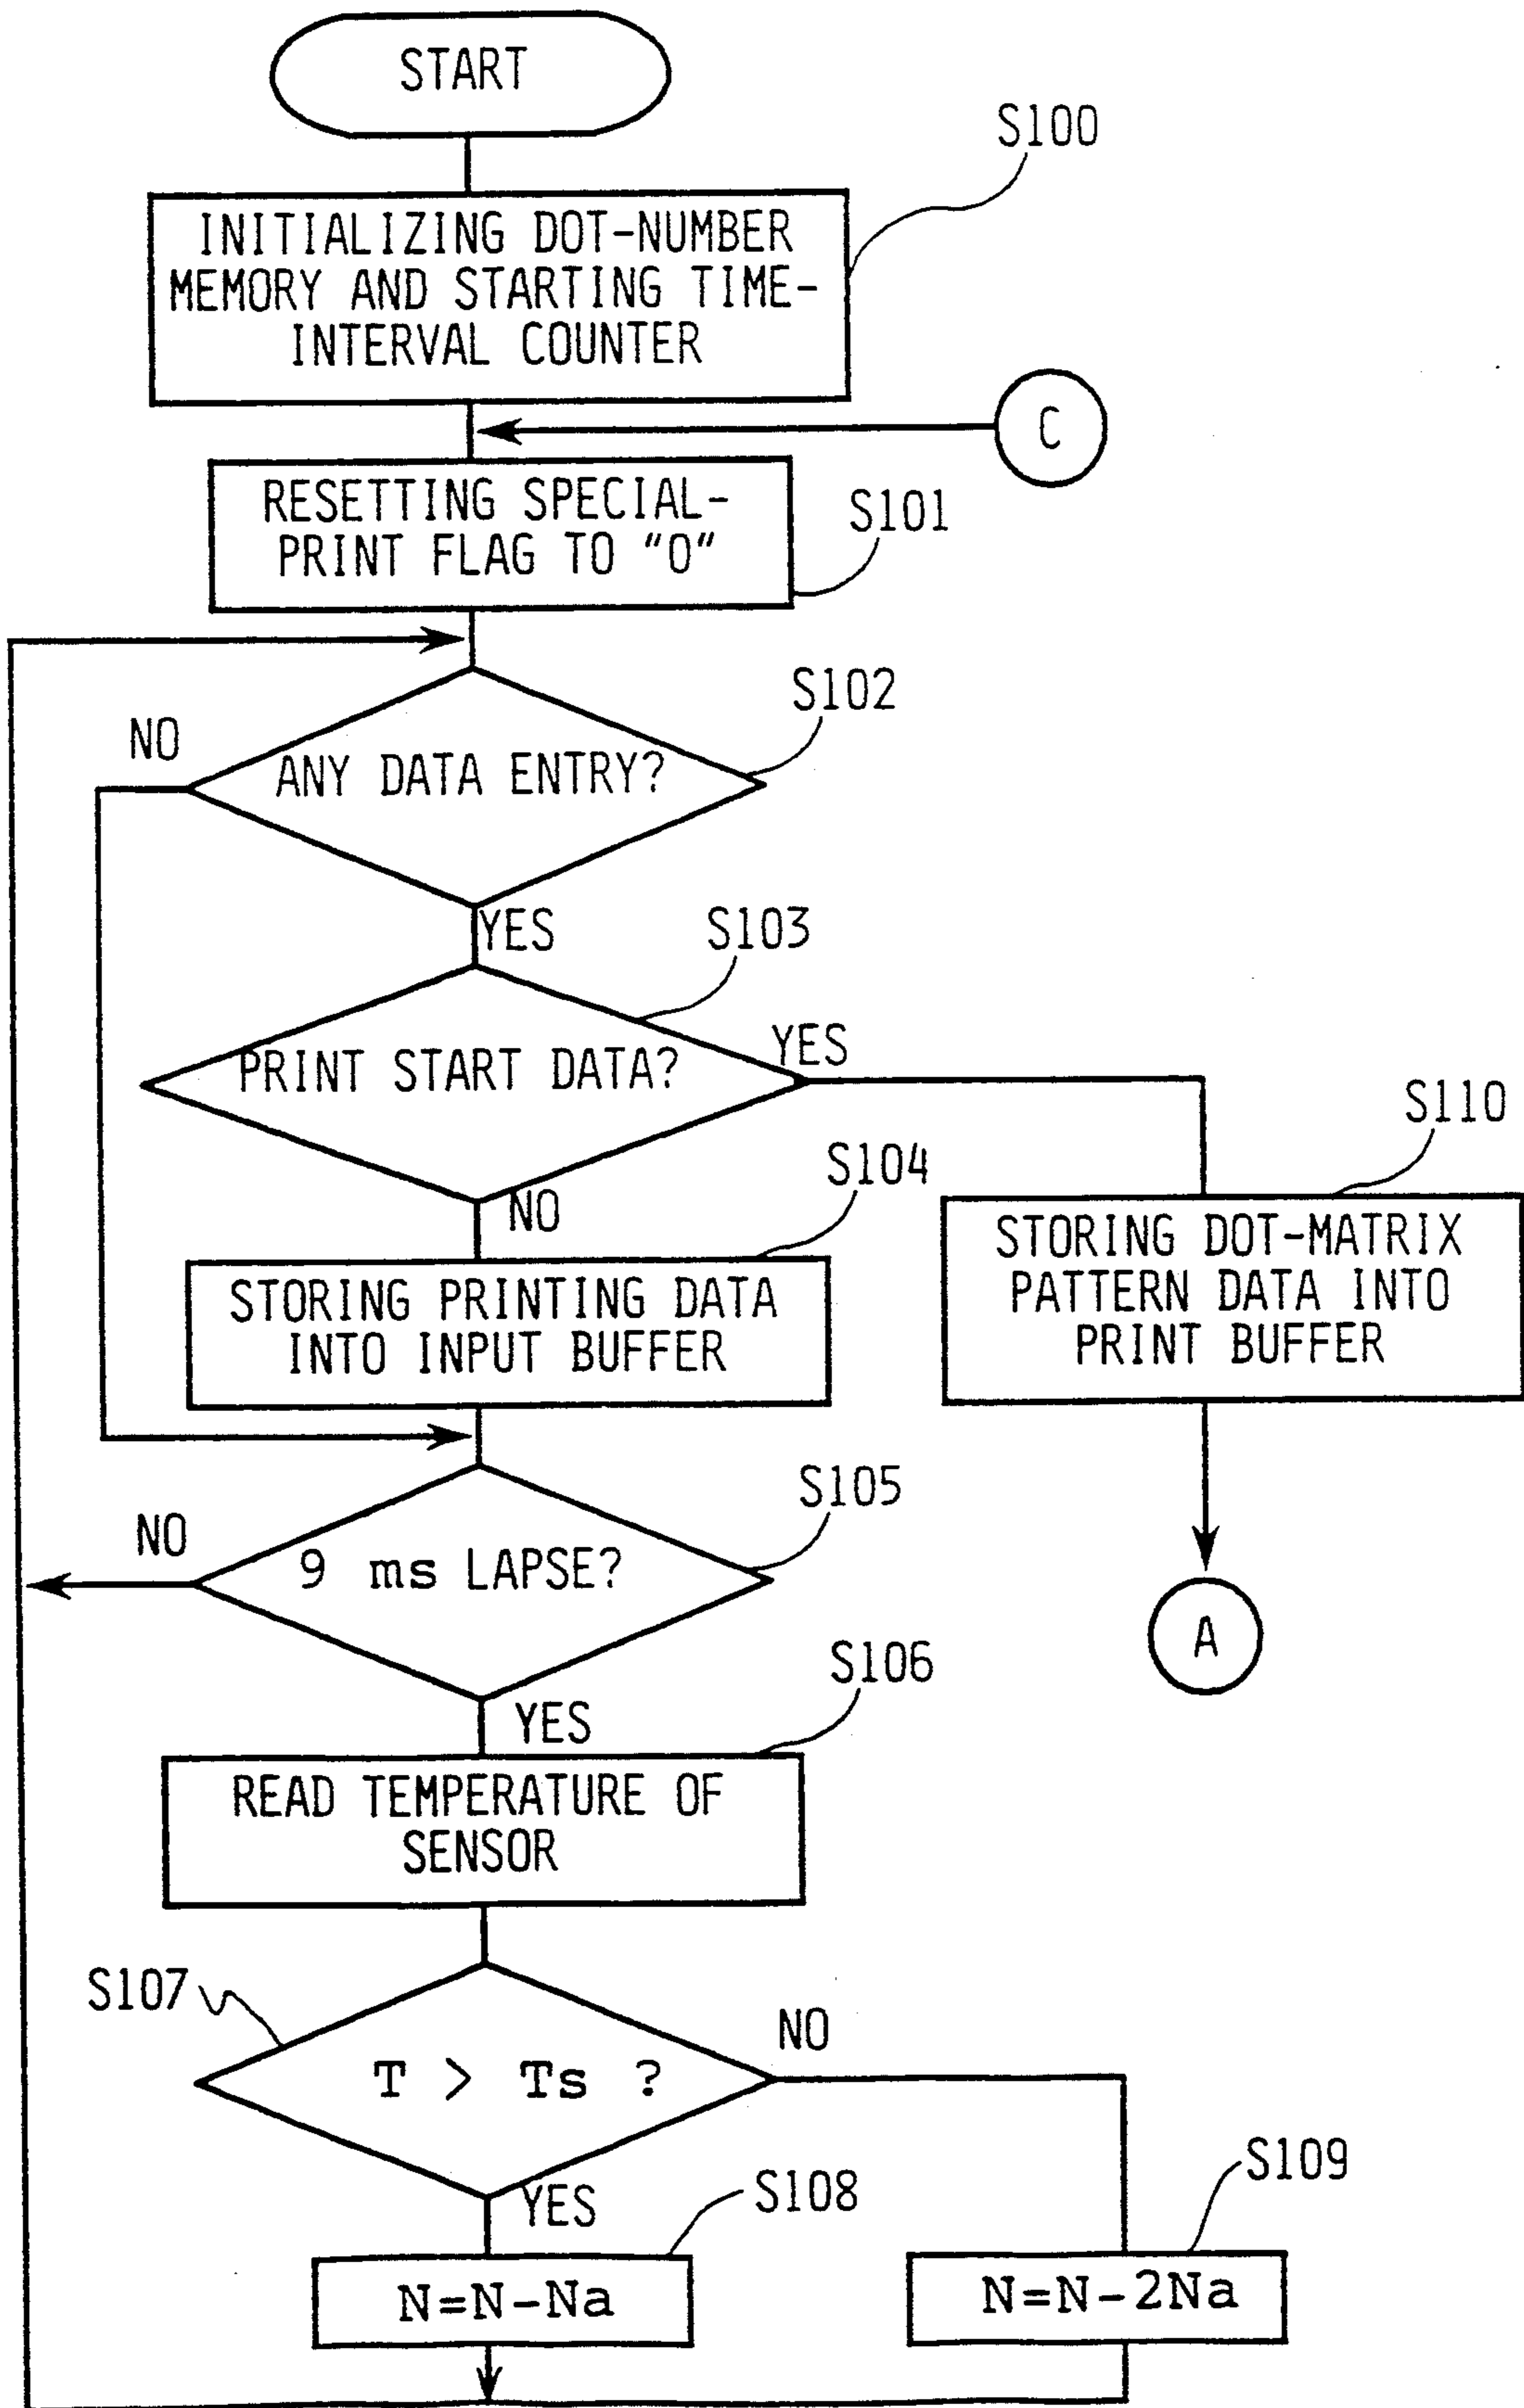 START
S100
INITIALIZING DOT-NUMBER
MEMORY AND STARTING TIME-
INTERVAL COUNTER
C
RESETTING SPECIAL-
PRINT FLAG TO "0"
S101
S102
NO
ANY DATA ENTRY?
YES
S103
PRINT START DATA?
YES
S110
S104
NO
STORING PRINTING DATA
INTO INPUT BUFFER
STORING DOT-MATRIX
PATTERN DATA INTO
PRINT BUFFER
S105
NO
9 ms LAPSE?
A
S106
YES
READ TEMPERATURE OF
SENSOR
S107
NO
T > Ts ?
S109
S108
YES
N=N-Na
N=N-2Na